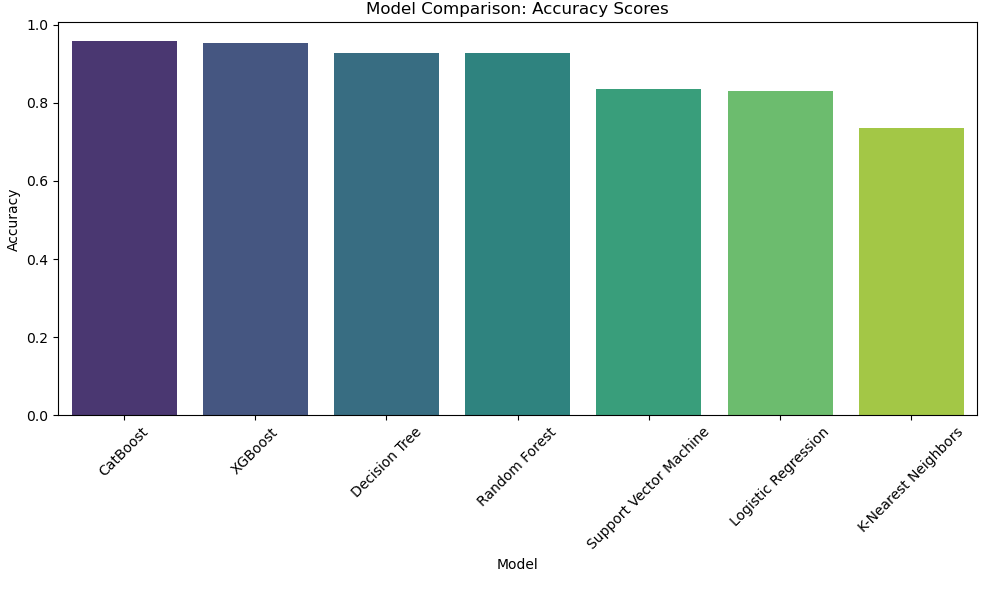 Model Comparison: Accuracy Scores
1.0
0.8
0.6
0.4
0.2
0.0
Accuracy
CatBoost
XGBoost
Decision Tree
Random Forest
Support Vector Machine
Logistic Regression
K-Nearest Neighbors
Model